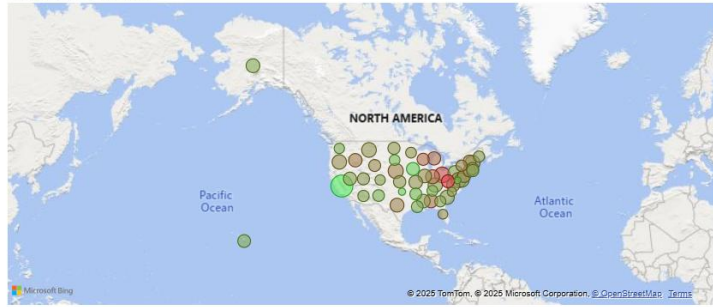 NORTH AMERICA
Pacific
Ocean
Atlantic
Ocean
Microsoft Bing
© 2025 TomTom, © 2025 Microsoft Corporation, © OpenStreetMap Terms